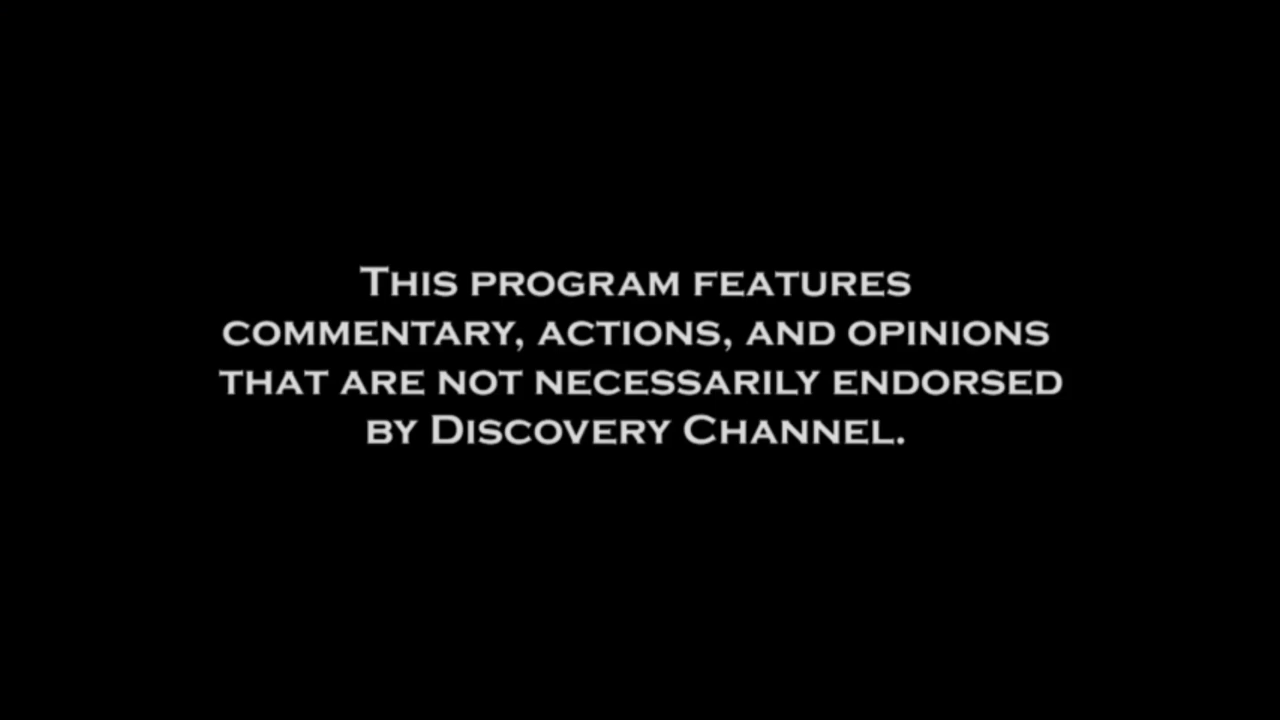 This program features
commentary, actions, and opinions
that are not necessarily endorsed
by Discovery Channel.